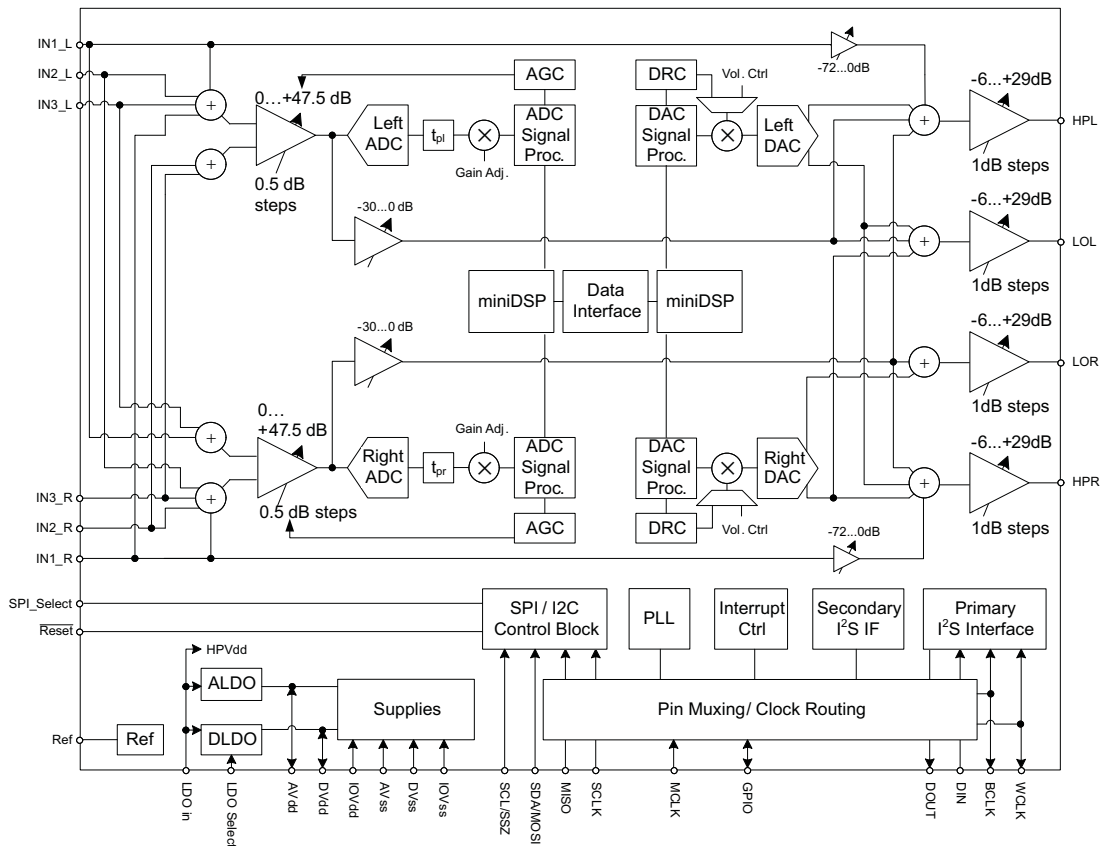 IN1_L
IN2_L
IN3_L
0…+47.5 dB
0.5 dB
steps
Left
ADC
tpl
Gain Adj.
AGC
ADC
Signal
Proc.
DRC
Vol. Ctrl
DAC
Signal
Proc.
Left
DAC
-72...0dB
-6...+29dB
HPL
1dB steps
-30...0 dB
-6...+29dB
LOL
1dB steps
miniDSP
Data
Interface
miniDSP
-30...0 dB
-6...+29dB
LOR
1dB steps
0…
+47.5 dB
0.5 dB steps
Right
ADC
tpr
Gain Adj.
ADC
Signal
Proc.
AGC
DAC
Signal
Proc.
DRC
Vol. Ctrl
Right
DAC
-6...+29dB
HPR
1dB steps
-72...0dB
IN3_R
IN2_R
IN1_R
SPI_Select
Reset
SPI / I2C
Control Block
PLL
Interrupt
Ctrl
Secondary
I²S IF
Primary
I²S Interface
HPVdd
ALDO
DLDO
Supplies
Pin Muxing/ Clock Routing
Ref
Ref
LDO in
LDO Select
AVdd
DVdd
IOVdd
AVss
DVss
IOVss
SCL/SSZ
SDA/MOSI
MISO
SCLK
MCLK
GPIO
DOUT
DIN
BCLK
WCLK